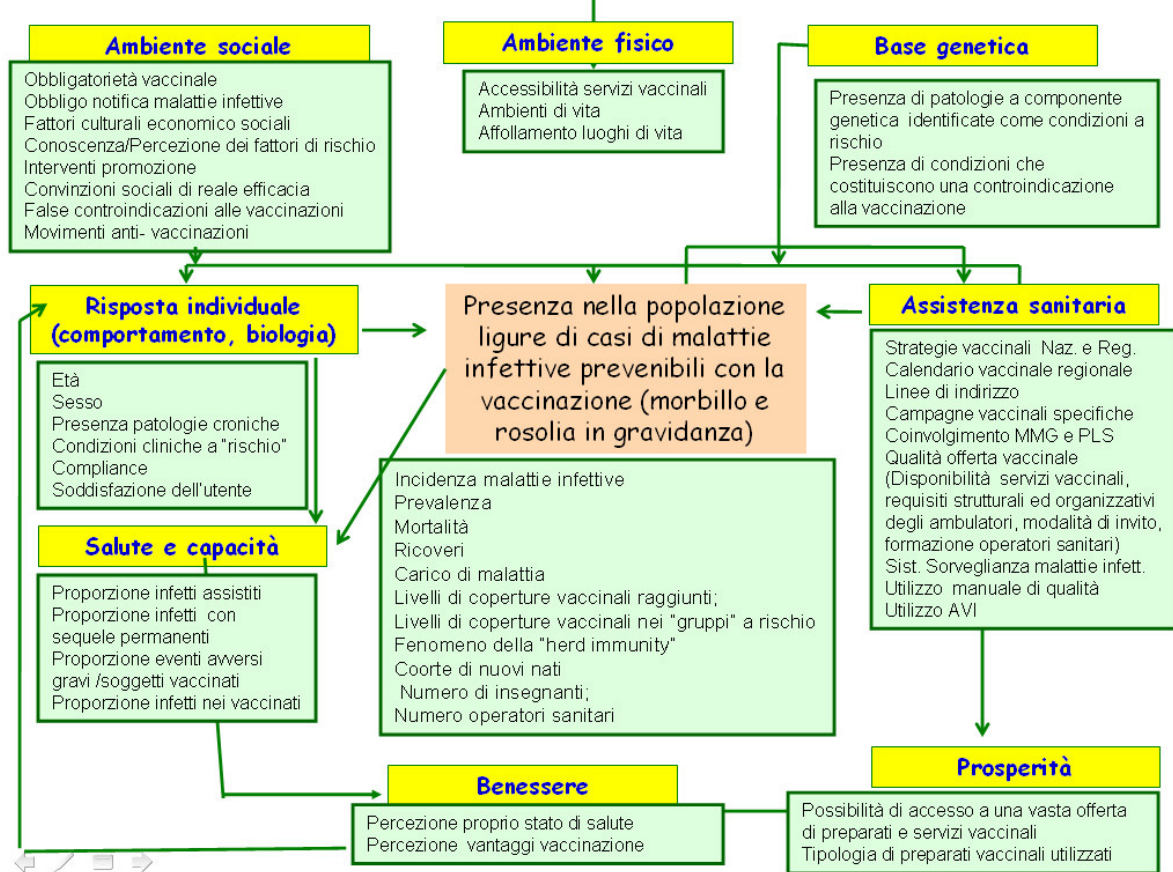 Ambiente sociale
Obbligatorietà vaccinale
Obbligo notifica malattie infettive
Fattori culturali economico sociali
Conoscenza/Percezione dei fattori di rischio
Interventi promozione
Convinzioni sociali di reale efficacia
False controindicazioni alle vaccinazioni
Movimenti anti- vaccinazioni
Ambiente fisico
Accessibilità servizi vaccinali
Ambienti di vita
Affollamento luoghi di vita
Base genetica
Presenza di patologie a componente
genetica identificate come condizioni a
rischio
Presenza di condizioni che
costituiscono una controindicazione
alla vaccinazione
Risposta individuale
(comportamento, biologia)
Età
Sesso
Presenza patologie croniche
Condizioni cliniche a "rischio"
Compliance
Soddisfazione dell'utente
Presenza nella popolazione
ligure di casi di malattie
infettive prevenibili con la
vaccinazione (morbillo e
rosolia in gravidanza)
Incidenza malattie infettive
Prevalenza
Mortalità
Ricoveri
Carico di malattia
Livelli di coperture vaccinali raggiunti;
Livelli di coperture vaccinali nei "gruppi" a rischio
Fenomeno della "herd immunity"
Coorte di nuovi nati
Numero di insegnanti;
Numero operatori sanitari
Assistenza sanitaria
Strategie vaccinali Naz. e Reg.
Calendario vaccinale regionale
Linee di indirizzo
Campagne vaccinali specifiche
Coinvolgimento MMG e PLS
Qualità offerta vaccinale
(Disponibilità servizi vaccinali,
requisiti strutturali ed organizzativi
degli ambulatori, modalità di invito,
formazione operatori sanitari)
Sist. Sorveglianza malattie infett.
Utilizzo manuale di qualità
Utilizzo AVI
Salute e capacità
Proporzione infetti assistiti
Proporzione infetti con
sequele permanenti
Proporzione eventi avversi
gravi /soggetti vaccinati
Proporzione infetti nei vaccinati
Benessere
Percezione proprio stato di salute
Percezione vantaggi vaccinazione
Prosperità
Possibilità di accesso a una vasta offerta
di preparati e servizi vaccinali
Tipologia di preparati vaccinali utilizzati